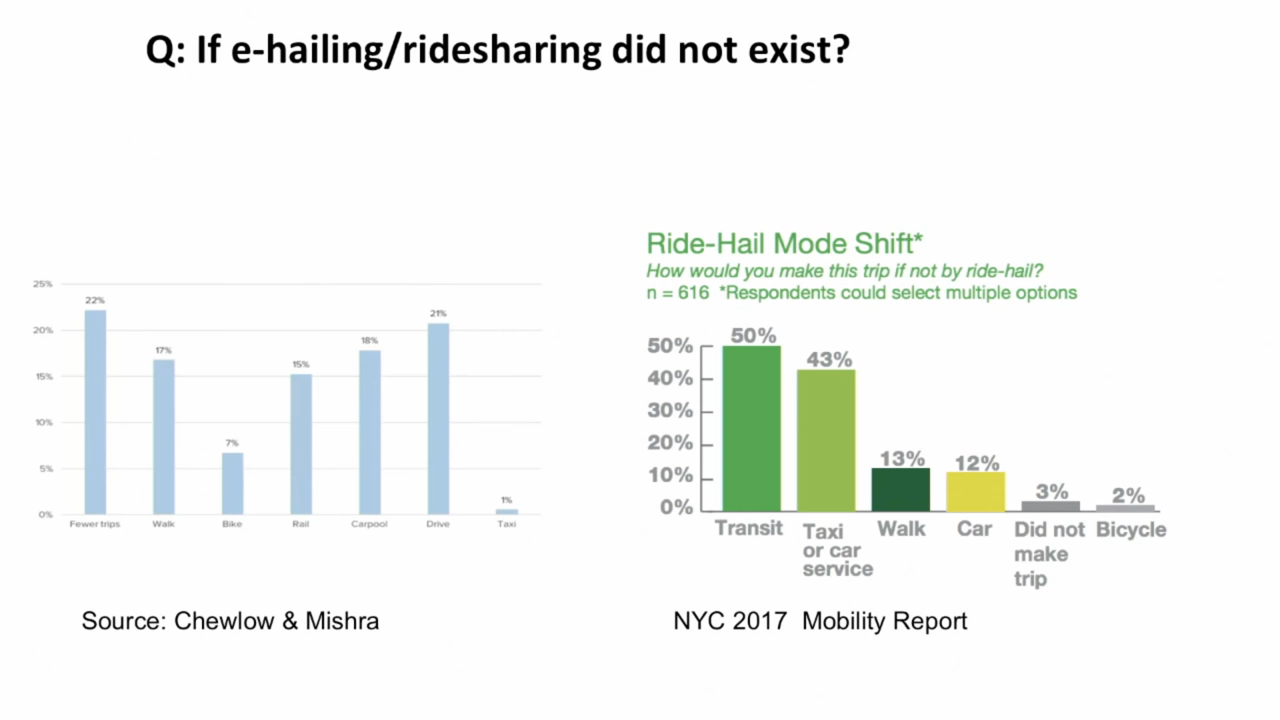 Q: If e-hailing/ridesharing did not exist?
25%
20%
15%
10%
5%
0%
22%
17%
7%
15%
18%
21%
1%
Fewer trips Walk Bike Rail Carpool Drive Taxi
Source: Chewlow & Mishra
Ride-Hail Mode Shift*
How would you make this trip if not by ride-hail?
n = 616 *Respondents could select multiple options
50%
40%
30%
20%
10%
0%
50%
43%
13%
12%
3%
2%
Transit
Taxi
or car
service
Walk
Car
Did not
make
trip
Bicycle
NYC 2017 Mobility Report